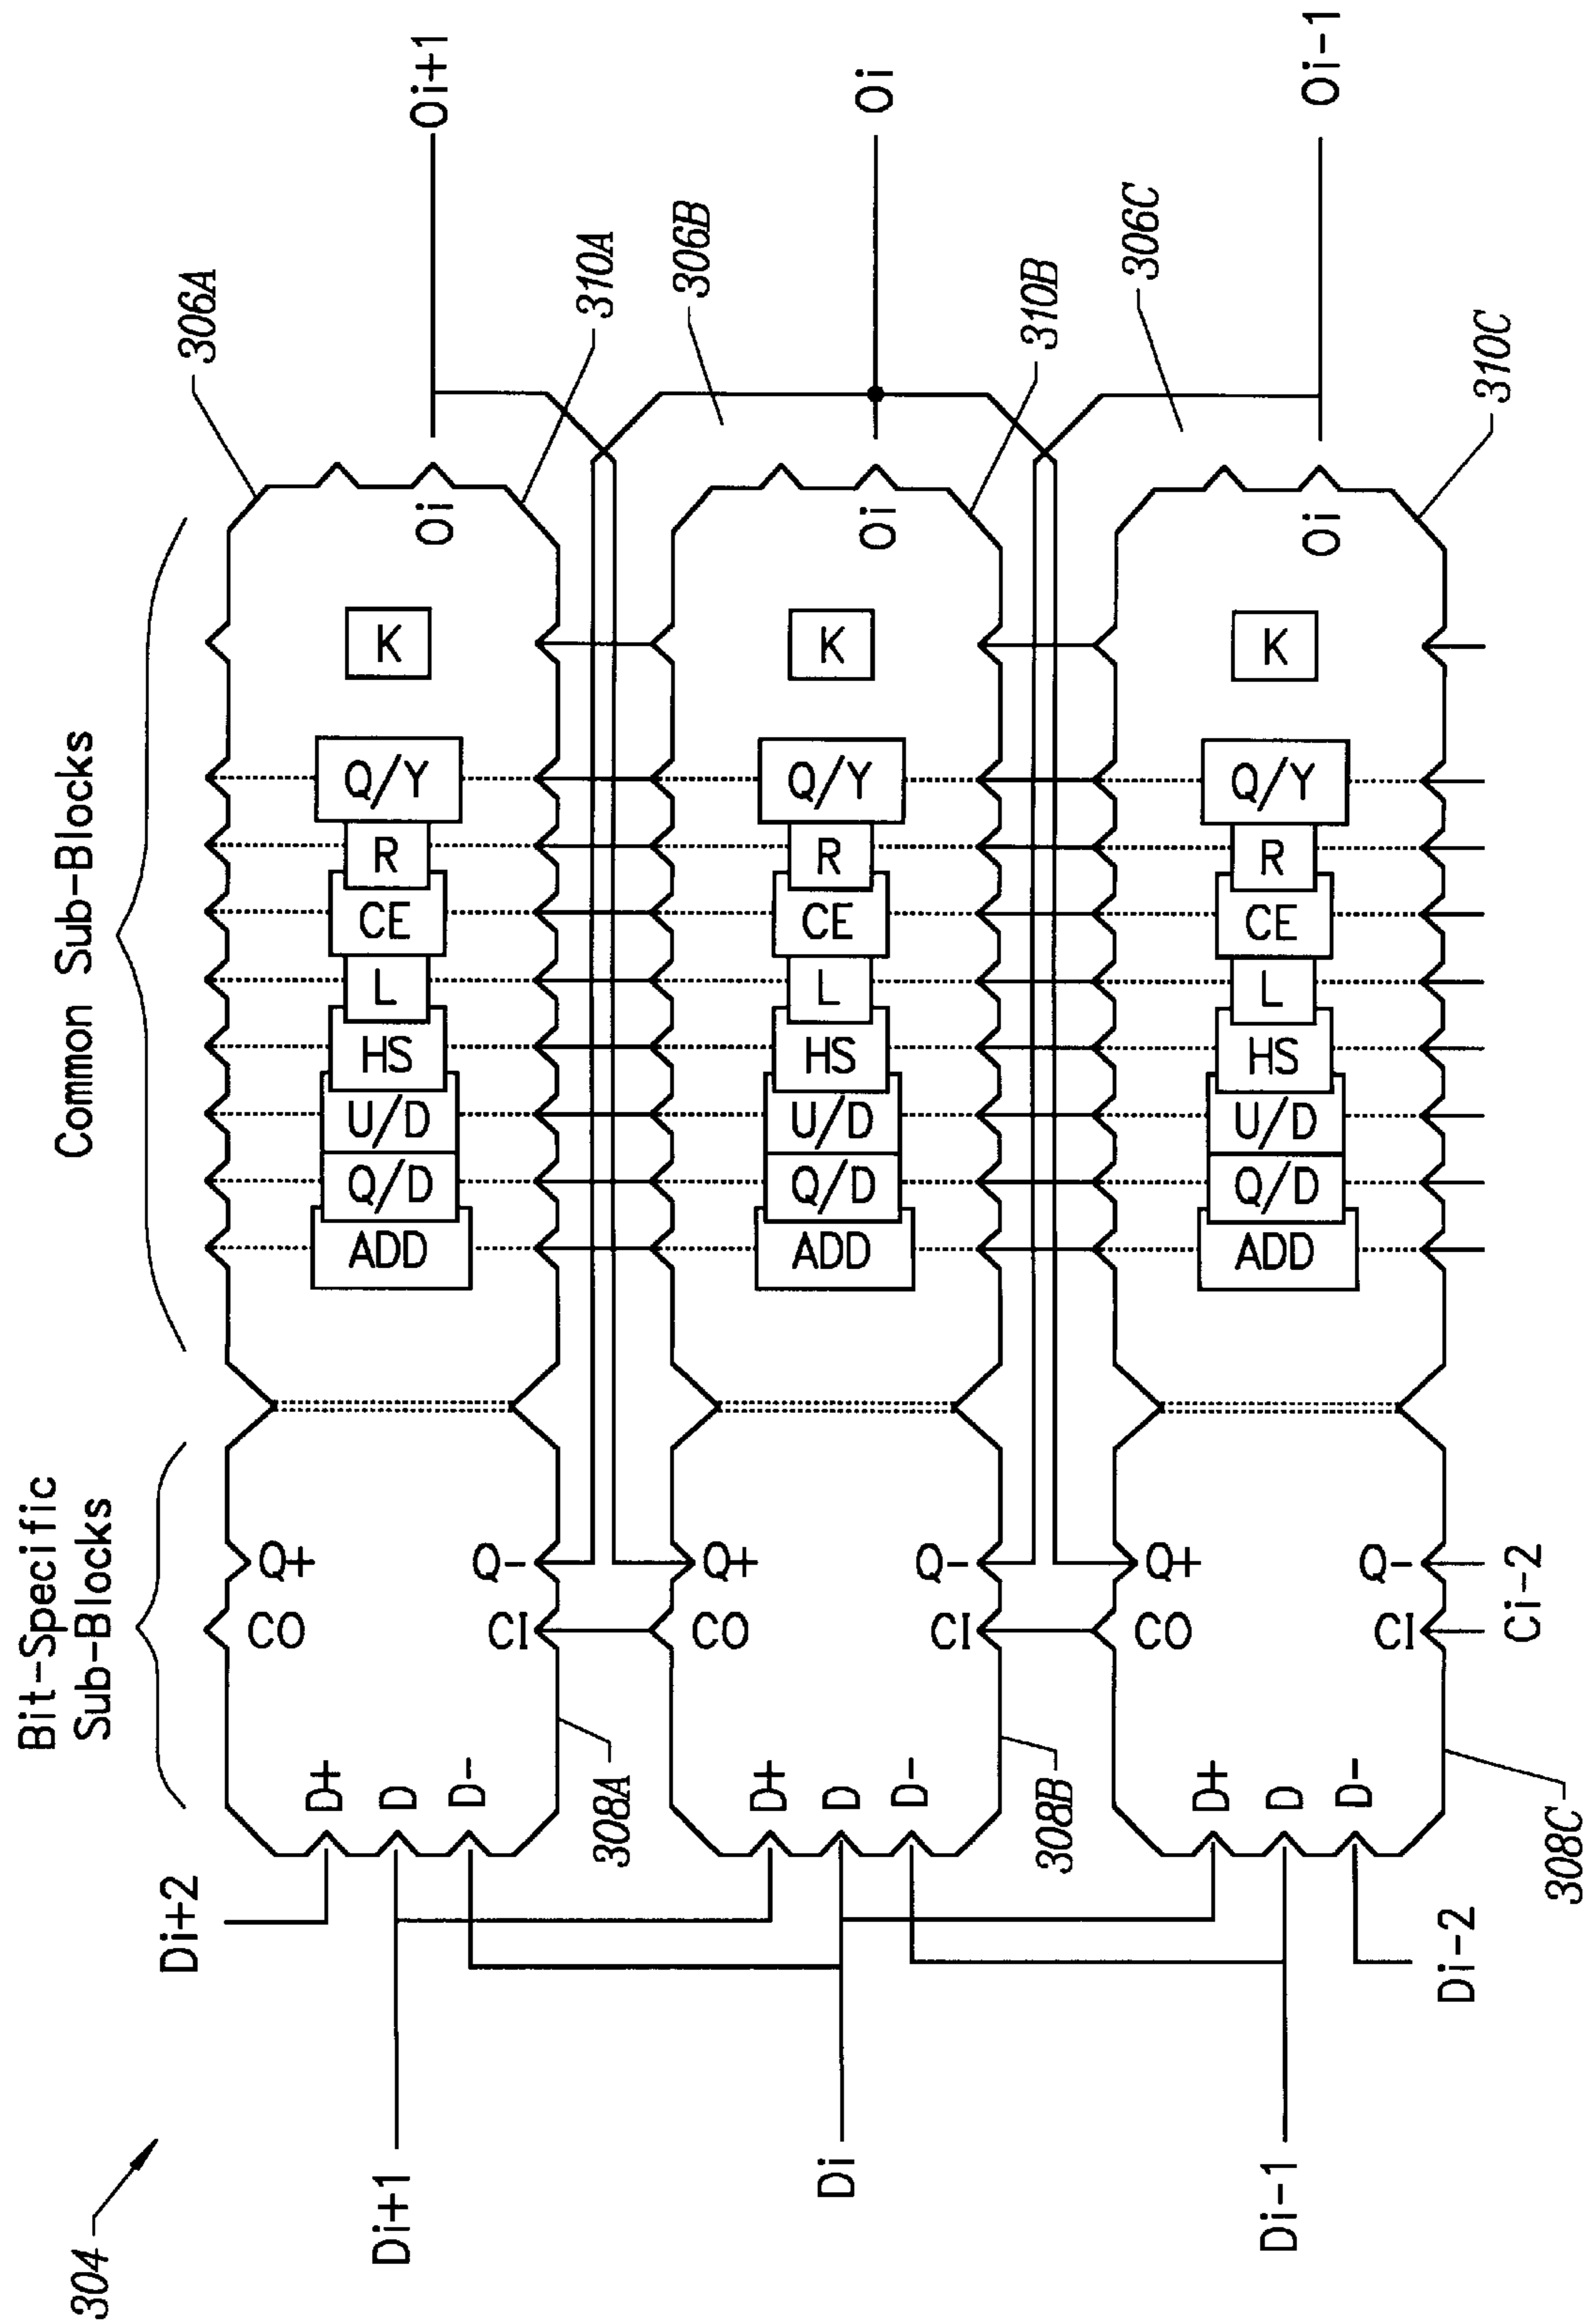 304
Bit-Specific
Sub-Blocks
Common Sub-Blocks
Di+2
D+
D
D-
Q+
CO
Q-
CI
ADD
Q/D
U/D
HS
L
CE
R
Q/Y
K
Oi
306A
Oi+1
Di+1
308A
310A
D+
D
D-
Q+
CO
Q-
CI
ADD
Q/D
U/D
HS
L
CE
R
Q/Y
K
Oi
306B
Oi
Di
308B
310B
D+
D
D-
Q+
CO
Q-
CI
ADD
Q/D
U/D
HS
L
CE
R
Q/Y
K
Oi
306C
Oi-1
Di-1
Di-2
Ci-2
308C
310C